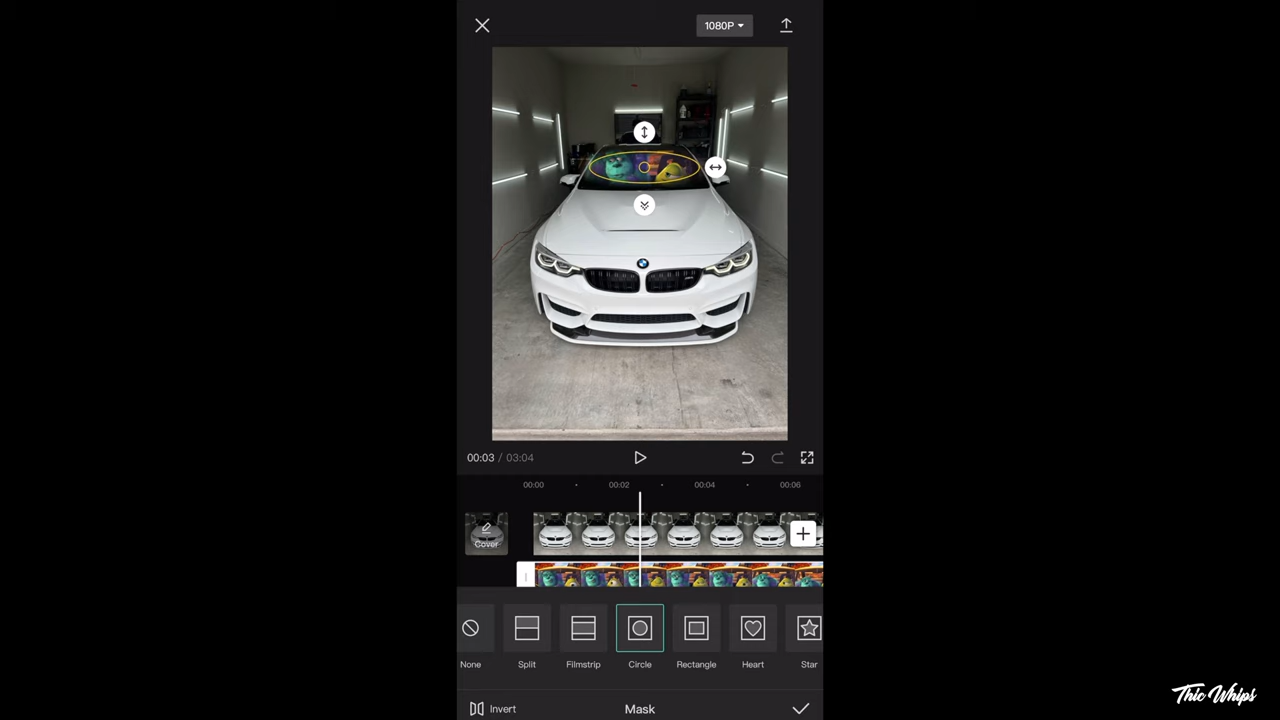 1080P
00:03 / 03:04
00:00
00:02
00:04
00:06
Cover
None
Split
Filmstrip
Circle
Rectangle
Heart
Star
Invert
Mask
Thic Whips